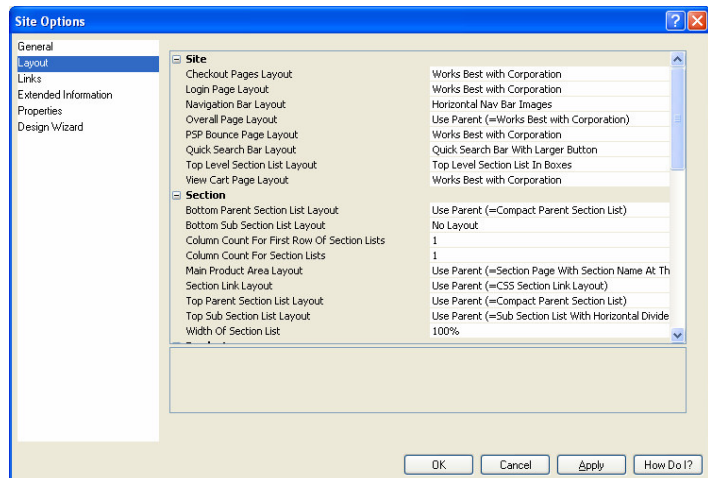 Site Options
General
Layout
Links
Extended Information
Properties
Design Wizard
Site
Checkout Pages Layout Works Best with Corporation
Login Page Layout Works Best with Corporation
Navigation Bar Layout Horizontal Nav Bar Images
Overall Page Layout Use Parent (=Works Best with Corporation)
PSP Bounce Page Layout Works Best with Corporation
Quick Search Bar Layout Quick Search Bar With Larger Button
Top Level Section List Layout Top Level Section List In Boxes
View Cart Page Layout Works Best with Corporation
Section
Bottom Parent Section List Layout Use Parent (=Compact Parent Section List)
Bottom Sub Section List Layout No Layout
Column Count For First Row Of Section Lists 1
Column Count For Section Lists 1
Main Product Area Layout Use Parent (=Section Page With Section Name At Th
Section Link Layout Use Parent (=CSS Section Link Layout)
Top Parent Section List Layout Use Parent (=Compact Parent Section List)
Top Sub Section List Layout Use Parent (=Sub Section List With Horizontal Divide
Width Of Section List 100%
OK Cancel Apply How Do I?